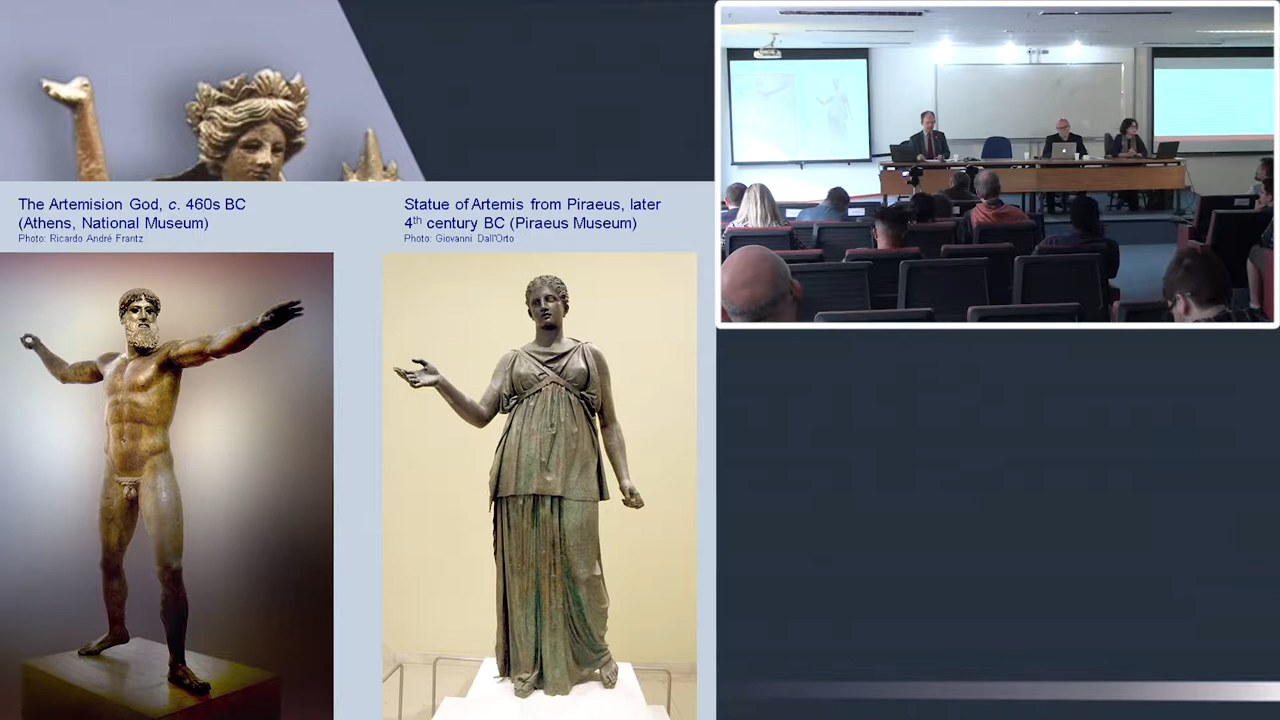 The Artemision God, c. 460s BC
(Athens, National Museum)
Photo: Ricardo André Frantz
Statue of Artemis from Piraeus, later
4th century BC (Piraeus Museum)
Photo: Giovanni Dall'Orto